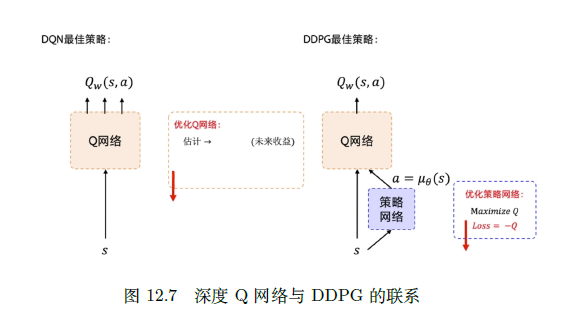 DQN最佳策略：
DDPG最佳策略：
Q_w(s,a)
Q_w(s,a)
优化Q网络：
估计 → (未来收益)
Q网络
Q网络
a = μ_θ(s)
策略
网络
优化策略网络：
Maximize Q
Loss = −Q
s
s
图 12.7 深度 Q 网络与 DDPG 的联系